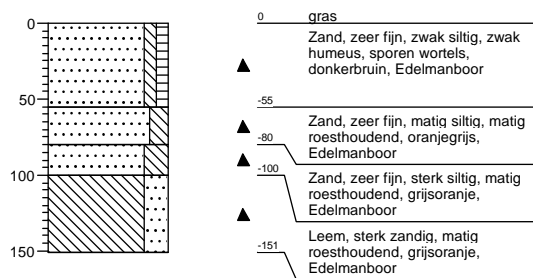 0
50
100
150
0 gras
Zand, zeer fijn, zwak siltig, zwak
humeus, sporen wortels,
donkerbruin, Edelmanboor
-55
Zand, zeer fijn, matig siltig, matig
roesthoudend, oranjegrijs,
Edelmanboor
-80
Zand, zeer fijn, sterk siltig, matig
roesthoudend, grijsoranje,
Edelmanboor
-100
Leem, sterk zandig, matig
roesthoudend, grijsoranje,
Edelmanboor
-151